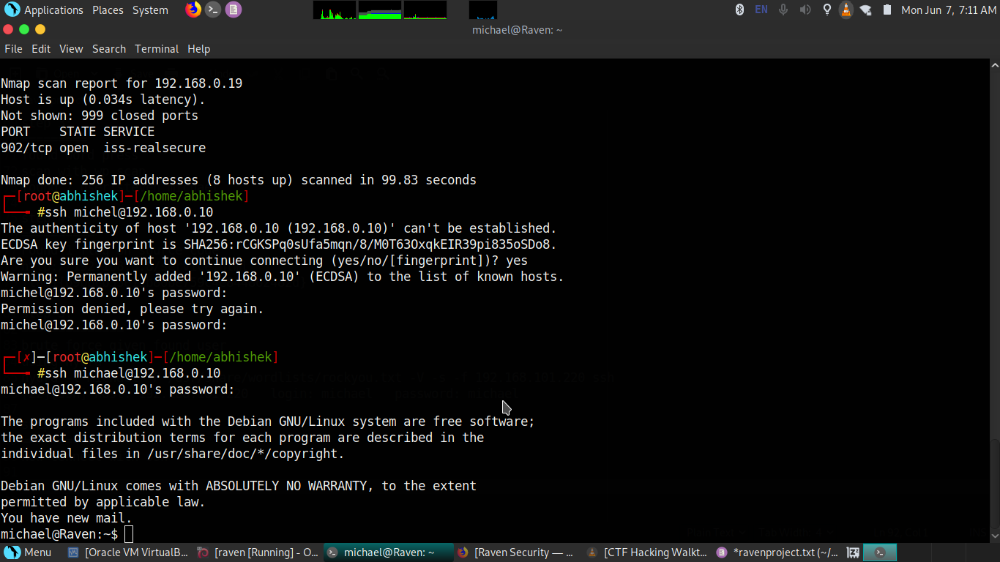 Applications Places System EN Mon Jun 7, 7:11 AM
michael@Raven: ~
File Edit View Search Terminal Help
Nmap scan report for 192.168.0.19
Host is up (0.034s latency).
Not shown: 999 closed ports
PORT    STATE SERVICE
902/tcp open  iss-realsecure
Nmap done: 256 IP addresses (8 hosts up) scanned in 99.83 seconds
┌─[root@abhishek]─[/home/abhishek]
└──╼ #ssh michel@192.168.0.10
The authenticity of host '192.168.0.10 (192.168.0.10)' can't be established.
ECDSA key fingerprint is SHA256:rCGKSPq0sUfa5mqn/8/M0T63OxqkEIR39pi835oSDo8.
Are you sure you want to continue connecting (yes/no/[fingerprint])? yes
Warning: Permanently added '192.168.0.10' (ECDSA) to the list of known hosts.
michel@192.168.0.10's password:
Permission denied, please try again.
michel@192.168.0.10's password:
┌─[✗]─[root@abhishek]─[/home/abhishek]
└──╼ #ssh michael@192.168.0.10
michael@192.168.0.10's password:
The programs included with the Debian GNU/Linux system are free software;
the exact distribution terms for each program are described in the
individual files in /usr/share/doc/*/copyright.
Debian GNU/Linux comes with ABSOLUTELY NO WARRANTY, to the extent
permitted by applicable law.
You have new mail.
michael@Raven:~$
Menu [Oracle VM VirtualB... [raven [Running] - O... michael@Raven: ~ [Raven Security — ... [CTF Hacking Walkt... *ravenproject.txt (~/...